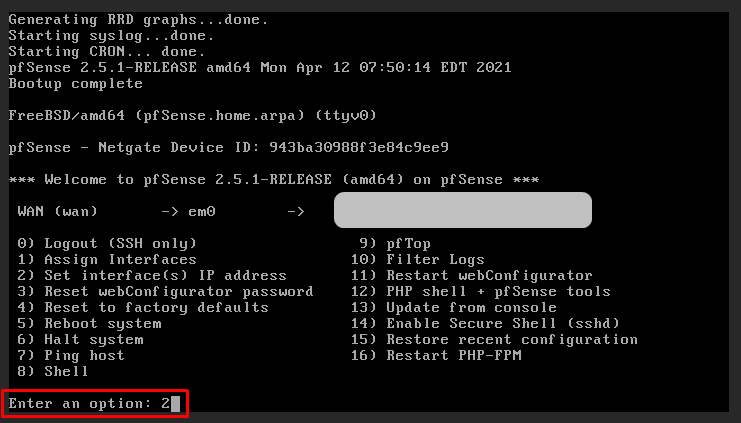 Generating RRD graphs...done.
Starting syslog...done.
Starting CRON... done.
pfSense 2.5.1-RELEASE amd64 Mon Apr 12 07:50:14 EDT 2021
Bootup complete
FreeBSD/amd64 (pfSense.home.arpa) (ttyv0)
pfSense - Netgate Device ID: 943ba30988f3e84c9ee9
*** Welcome to pfSense 2.5.1-RELEASE (amd64) on pfSense ***
WAN (wan) -> em0 ->
0) Logout (SSH only) 9) pfTop
1) Assign Interfaces 10) Filter Logs
2) Set interface(s) IP address 11) Restart webConfigurator
3) Reset webConfigurator password 12) PHP shell + pfSense tools
4) Reset to factory defaults 13) Update from console
5) Reboot system 14) Enable Secure Shell (sshd)
6) Halt system 15) Restore recent configuration
7) Ping host 16) Restart PHP-FPM
8) Shell
Enter an option: 2